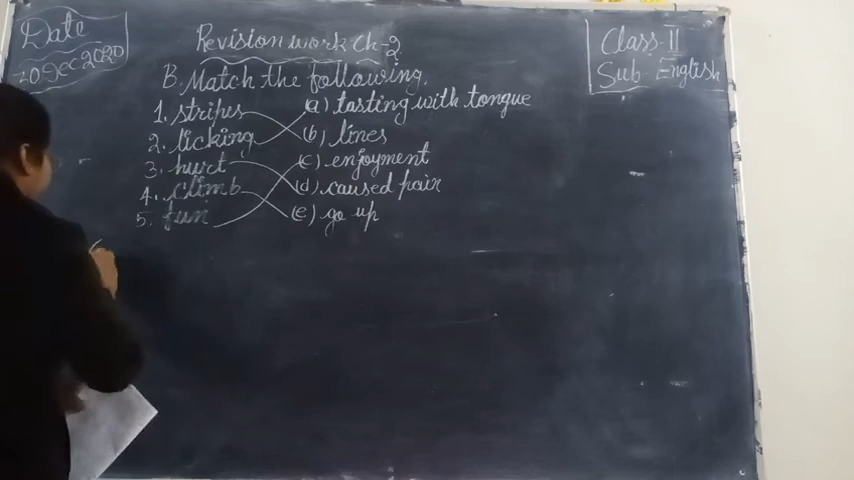 Date
10 Dec 2020
Revision work Ch-2
Class-II
Sub- English
B. Match the following.
1. stripes (a) tasting with tongue
2. licking (b) lines
3. hurt (c) enjoyment
4. climb (d) caused pain
5. fun (e) go up